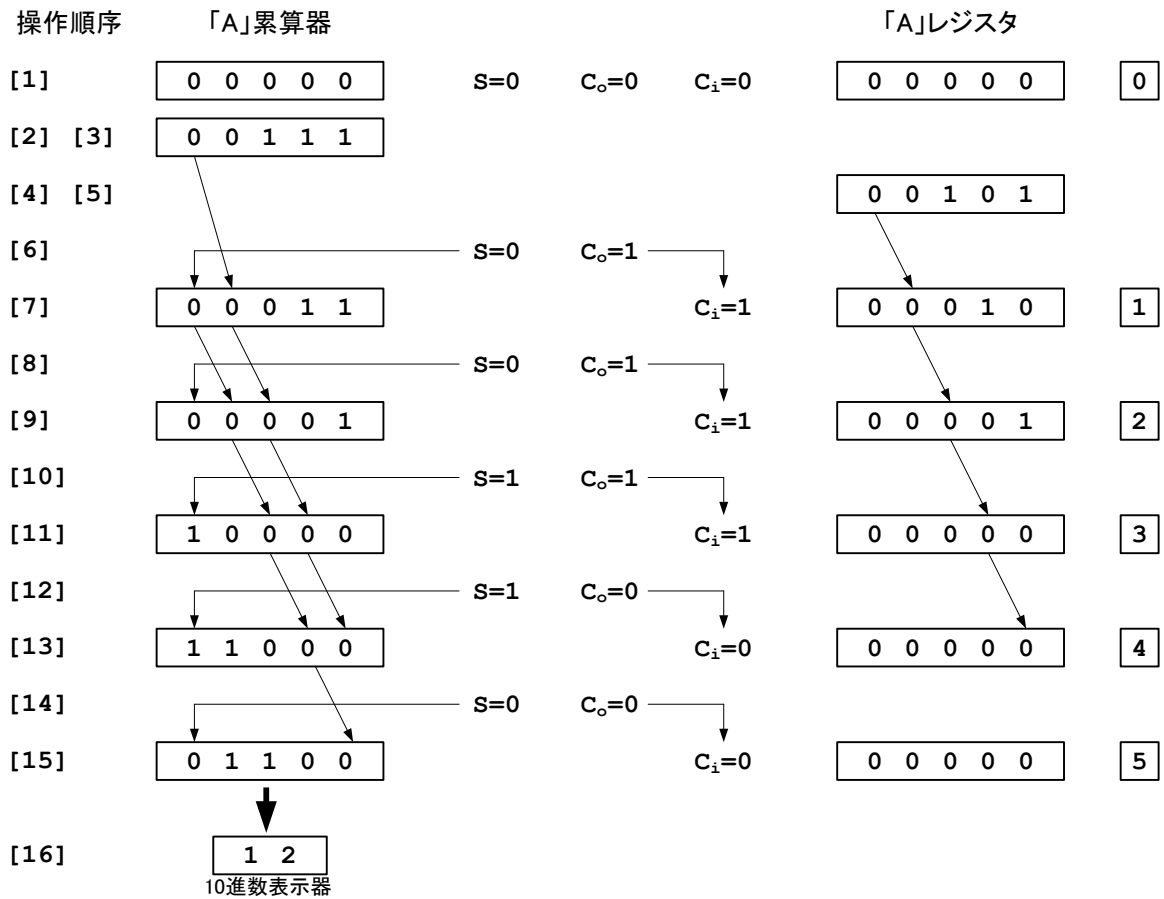 操作順序 「A」累算器 「A」レジスタ
[1] 0 0 0 0 0 S=0 Cₒ=0 Cᵢ=0 0 0 0 0 0 0
[2] [3] 0 0 1 1 1
[4] [5] 0 0 1 0 1
[6] S=0 Cₒ=1
[7] 0 0 0 1 1 Cᵢ=1 0 0 0 1 0 1
[8] S=0 Cₒ=1
[9] 0 0 0 0 1 Cᵢ=1 0 0 0 0 1 2
[10] S=1 Cₒ=1
[11] 1 0 0 0 0 Cᵢ=1 0 0 0 0 0 3
[12] S=1 Cₒ=0
[13] 1 1 0 0 0 Cᵢ=0 0 0 0 0 0 4
[14] S=0 Cₒ=0
[15] 0 1 1 0 0 Cᵢ=0 0 0 0 0 0 5
[16] 1 2
10進数表示器